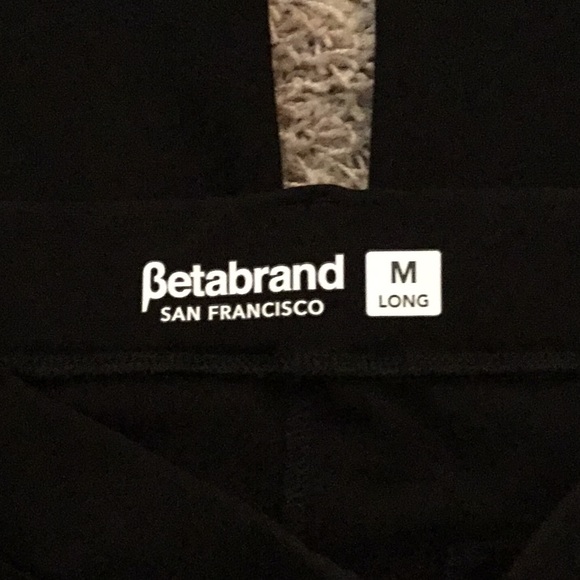 βetabrand
SAN FRANCISCO
M
LONG